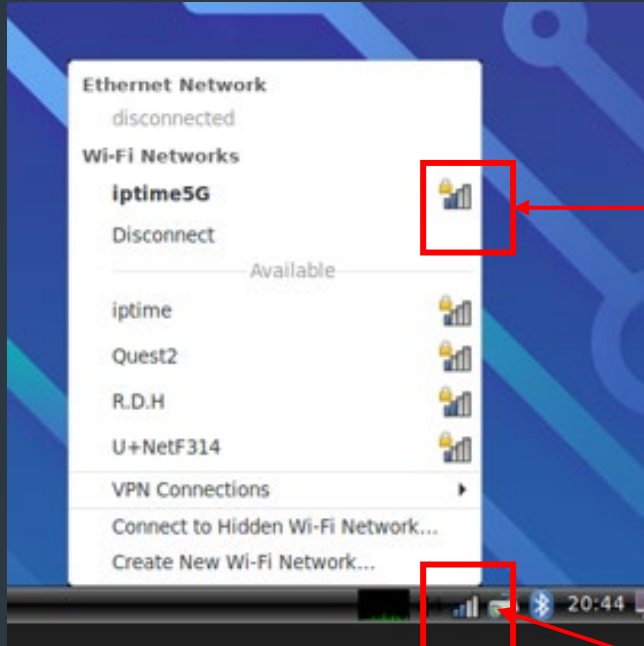 Ethernet Network
disconnected
Wi-Fi Networks
iptime5G
Disconnect
Available
iptime
Quest2
R.D.H
U+NetF314
VPN Connections
Connect to Hidden Wi-Fi Network...
Create New Wi-Fi Network...
20:44